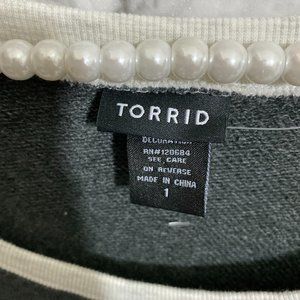 TORRID
DECORATION
RN#120684
SEE CARE
ON REVERSE
MADE IN CHINA
1